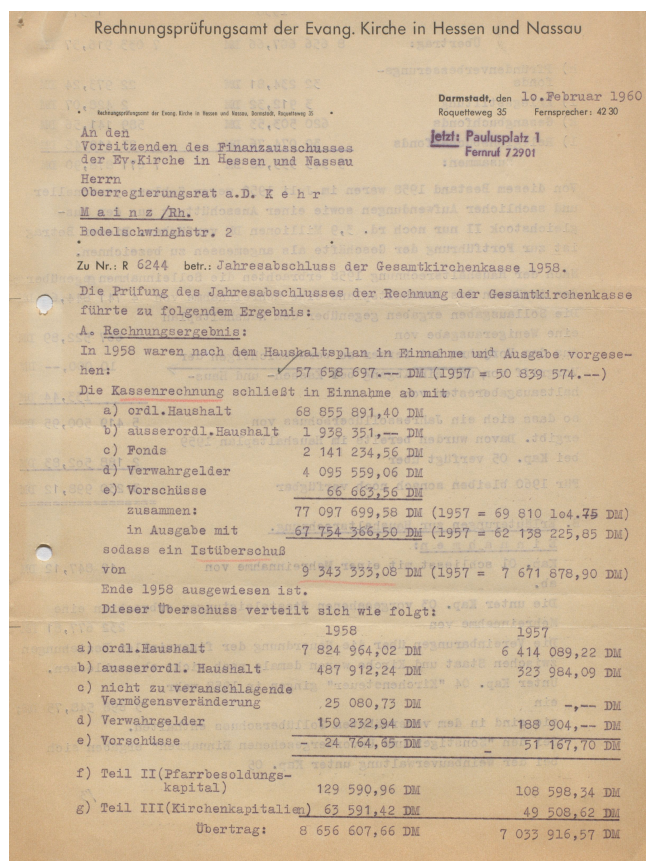 Rechnungsprüfungsamt der Evang. Kirche in Hessen und Nassau
Darmstadt, den 10.Februar 1960
Rechnungsprüfungsamt der Evang. Kirche in Hessen und Nassau, Darmstadt, Roquetteweg 35
Roquetteweg 35 Fernsprecher: 4230
jetzt: Paulusplatz 1
Fernruf 72901
An den
Vorsitzenden des Finanzausschusses
der Ev.Kirche in Hessen und Nassau
Herrn
Oberregierungsrat a.D. K e h r
M a i n z /Rh.
Bodelschwinghstr. 2
Zu Nr.: R 6244 betr.: Jahresabschluss der Gesamtkirchenkasse 1958.
Die Prüfung des Jahresabschlusses der Rechnung der Gesamtkirchenkasse
führte zu folgendem Ergebnis:
A. Rechnungsergebnis:
In 1958 waren nach dem Haushaltsplan in Einnahme und Ausgabe vorgese-
hen: 57 658 697.-- DM (1957 = 50 839 574.--)
Die Kassenrechnung schließt in Einnahme ab mit
a) ordl.Haushalt 68 855 891,40 DM
b) ausserordl.Haushalt 1 938 351,-- DM
c) Fonds 2 141 234,56 DM
d) Verwahrgelder 4 095 559,06 DM
e) Vorschüsse 66 663,56 DM
zusammen: 77 097 699,58 DM (1957 = 69 810 104.75 DM)
in Ausgabe mit 67 754 366,50 DM (1957 = 62 138 225,85 DM)
sodass ein Istüberschuß
von 9 343 333,08 DM (1957 = 7 671 878,90 DM)
Ende 1958 ausgewiesen ist.
Dieser Überschuss verteilt sich wie folgt:
1958 1957
a) ordl.Haushalt 7 824 964,02 DM 6 414 089,22 DM
b) ausserordl. Haushalt 487 912,24 DM 323 984,09 DM
c) nicht zu veranschlagende
Vermögensveränderung 25 080,73 DM -,-- DM
d) Verwahrgelder 150 232,94 DM 188 904,-- DM
e) Vorschüsse - 24 764,65 DM - 51 167,70 DM
f) Teil II(Pfarrbesoldungs-
kapital) 129 590,96 DM 108 598,34 DM
g) Teil III(Kirchenkapitalien) 63 591,42 DM 49 508,62 DM
Übertrag: 8 656 607,66 DM 7 033 916,57 DM